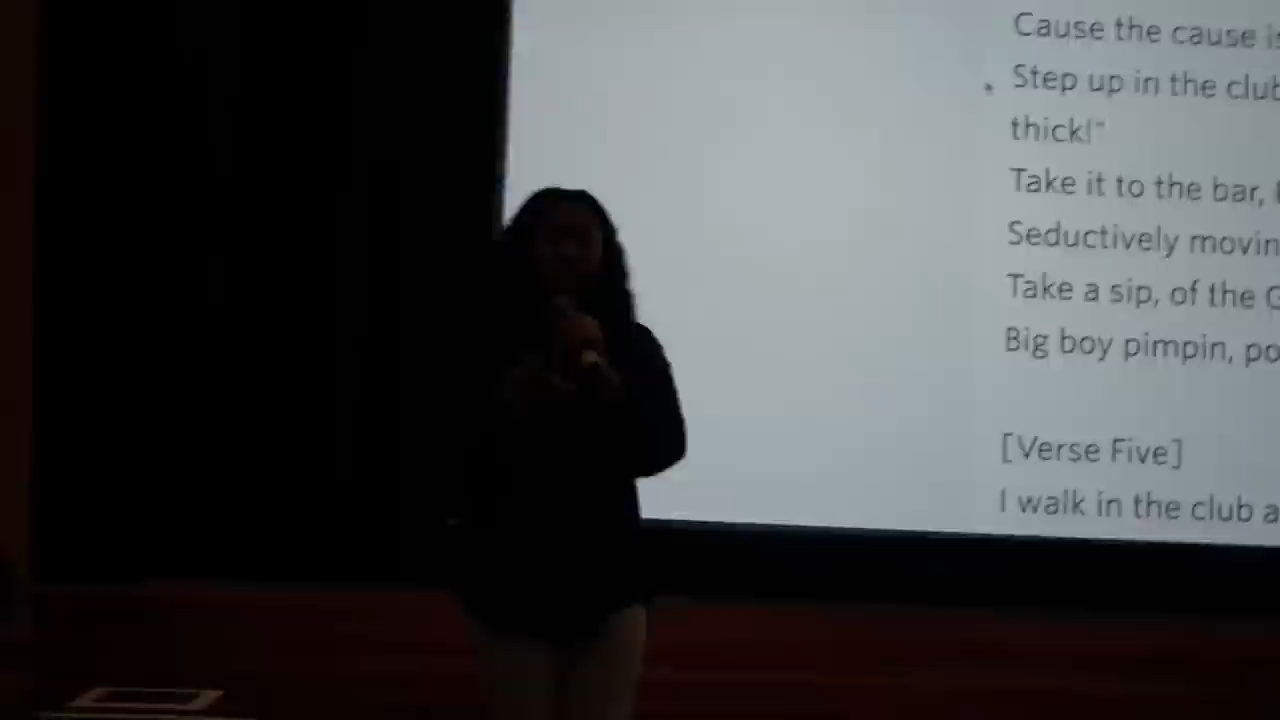 Cause the cause is
Step up in the club
thick!"
Take it to the bar,
Seductively movin
Take a sip, of the G
Big boy pimpin, po
[Verse Five]
I walk in the club a